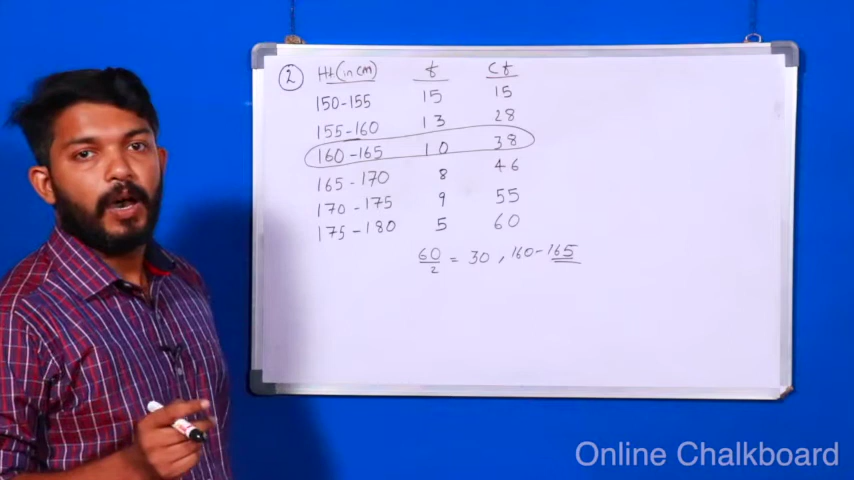 2 Ht (in cm) f Cf
150-155 15 15
155-160 13 28
160-165 10 38
165-170 8 46
170-175 9 55
175-180 5 60
60/2 = 30, 160-165
Online Chalkboard